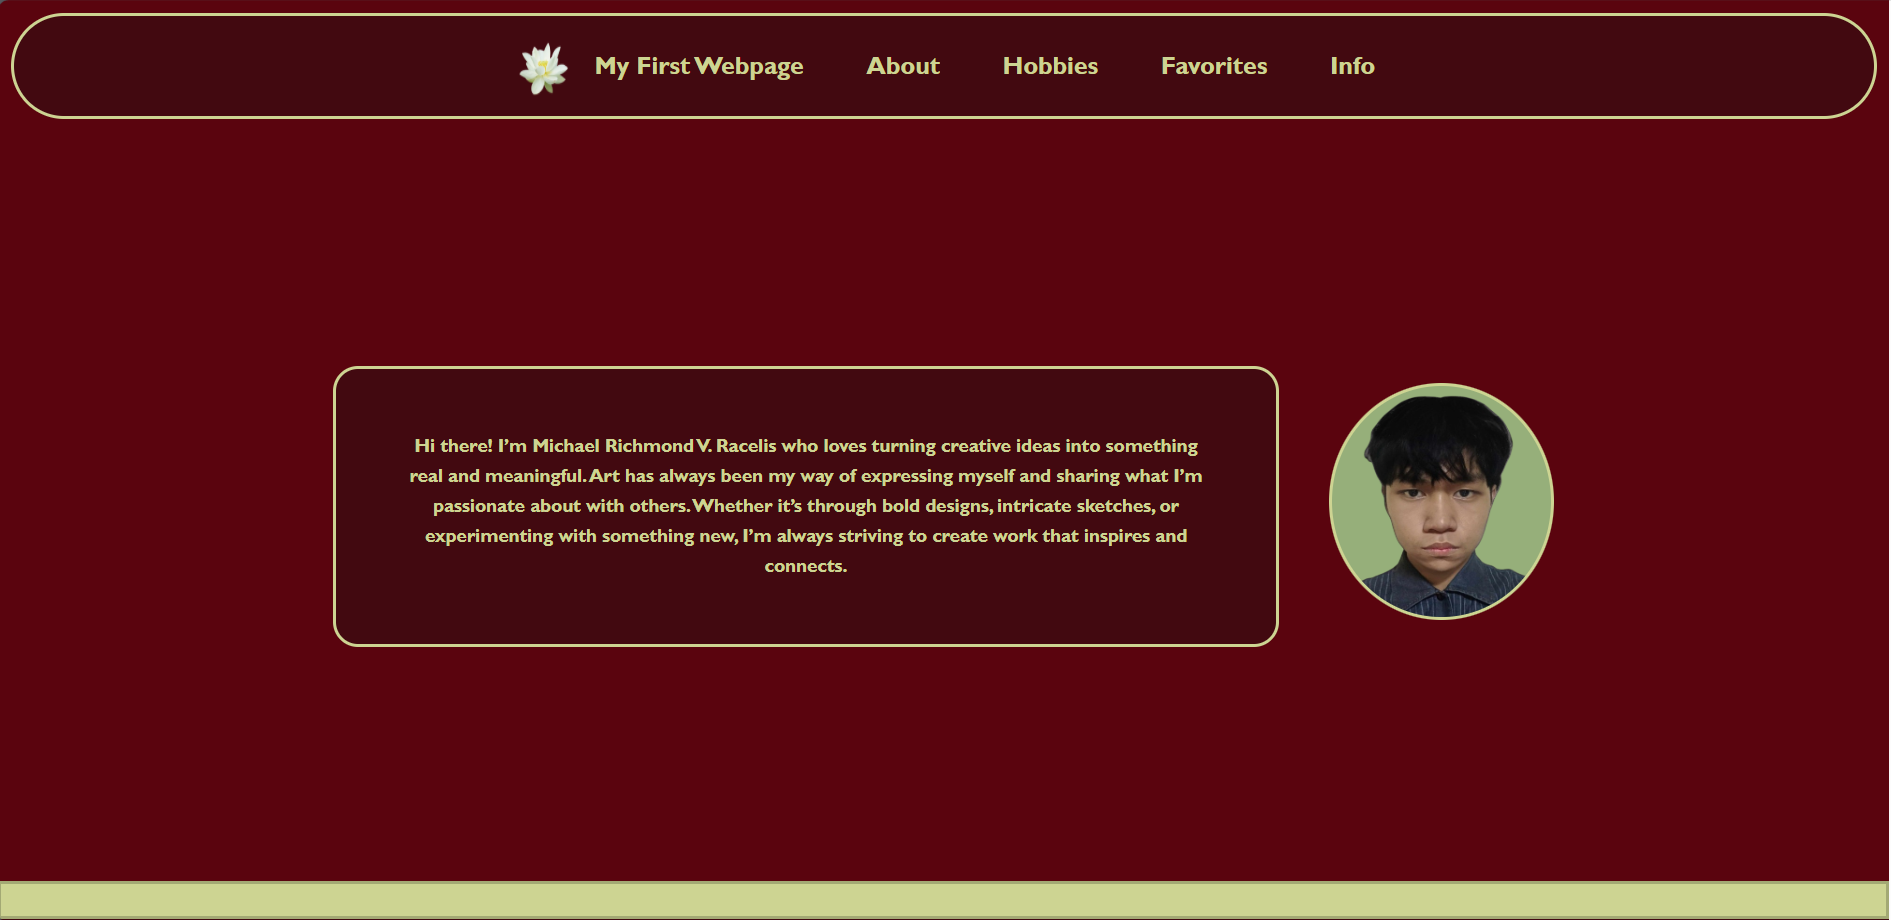 My First Webpage About Hobbies Favorites Info
Hi there! I’m Michael Richmond V. Racelis who loves turning creative ideas into something
real and meaningful. Art has always been my way of expressing myself and sharing what I’m
passionate about with others. Whether it’s through bold designs, intricate sketches, or
experimenting with something new, I’m always striving to create work that inspires and
connects.